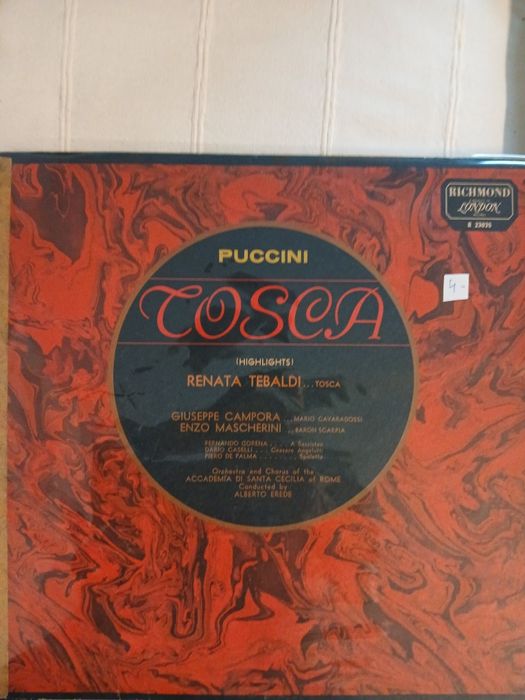 RICHMOND
LONDON
R 23035
PUCCINI
4-
TOSCA
(HIGHLIGHTS)
RENATA TEBALDI...TOSCA
GIUSEPPE CAMPORA ...MARIO CAVARADOSSI
ENZO MASCHERINI ..BARON SCARPIA
FERNANDO CORENA....A Sacristan
DARIO CASELLI...Cesare Angelotti
PIERO DE PALMA.........Spoletta
Orchestra and Chorus of the
ACCADEMIA DI SANTA CECILIA of ROME
Conducted by
ALBERTO EREDE